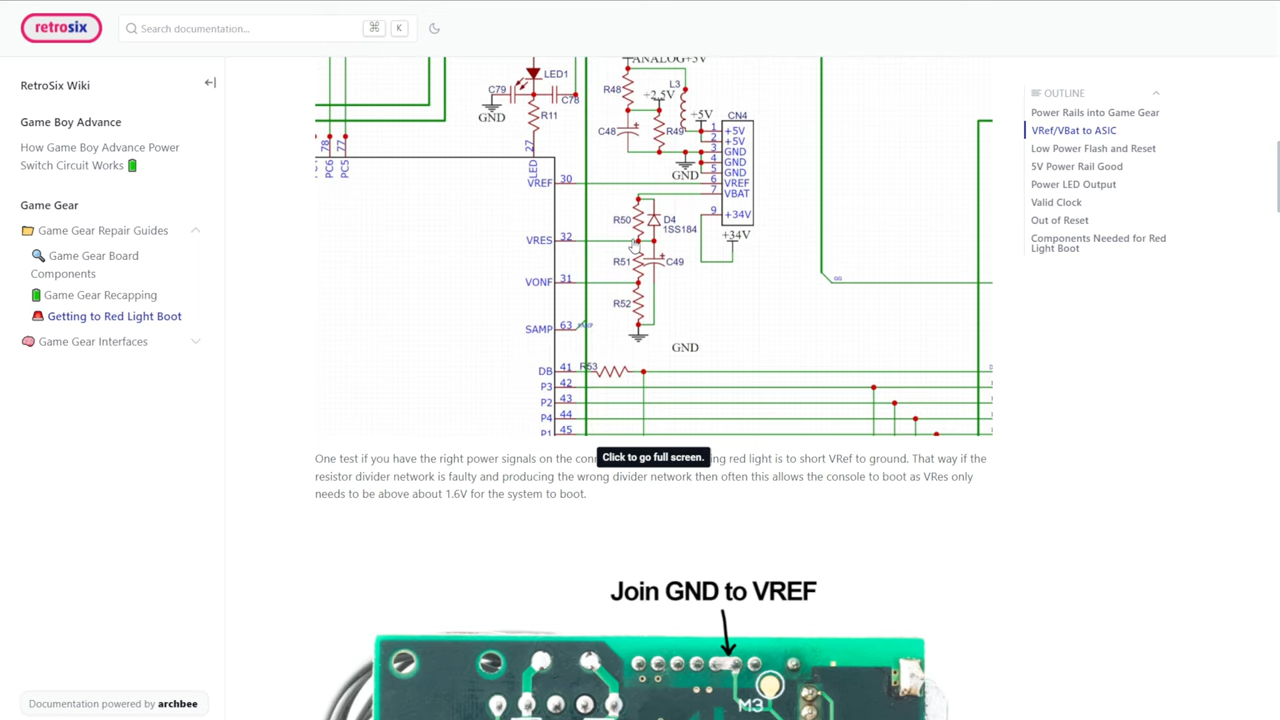 retrosix
Search documentation...
⌘
K
RetroSix Wiki
Game Boy Advance
How Game Boy Advance Power
Switch Circuit Works
Game Gear
Game Gear Repair Guides
Game Gear Board
Components
Game Gear Recapping
Getting to Red Light Boot
Game Gear Interfaces
Documentation powered by archbee
ANALOG+5V
LED1
C79
C78
GND
R11
R48
L3
+2.5V
C48
R49
+5V
CN4
1
+5V
2
+5V
3
GND
4
GND
5
GND
6
VREF
7
VBAT
9
+34V
GND
+34V
78
77
PC6
PC5
27
LED
VREF
30
R50
D4
1SS184
VRES
32
R51
C49
VONF
31
R52
SAMP
63
GND
DB
41
R53
P3
42
P2
43
P4
44
P1
45
One test if you have the right power signals on the con
Click to go full screen.
ng red light is to short VRef to ground. That way if the
resistor divider network is faulty and producing the wrong divider network then often this allows the console to boot as VRes only
needs to be above about 1.6V for the system to boot.
Join GND to VREF
M3
OUTLINE
Power Rails into Game Gear
VRef/VBat to ASIC
Low Power Flash and Reset
5V Power Rail Good
Power LED Output
Valid Clock
Out of Reset
Components Needed for Red
Light Boot